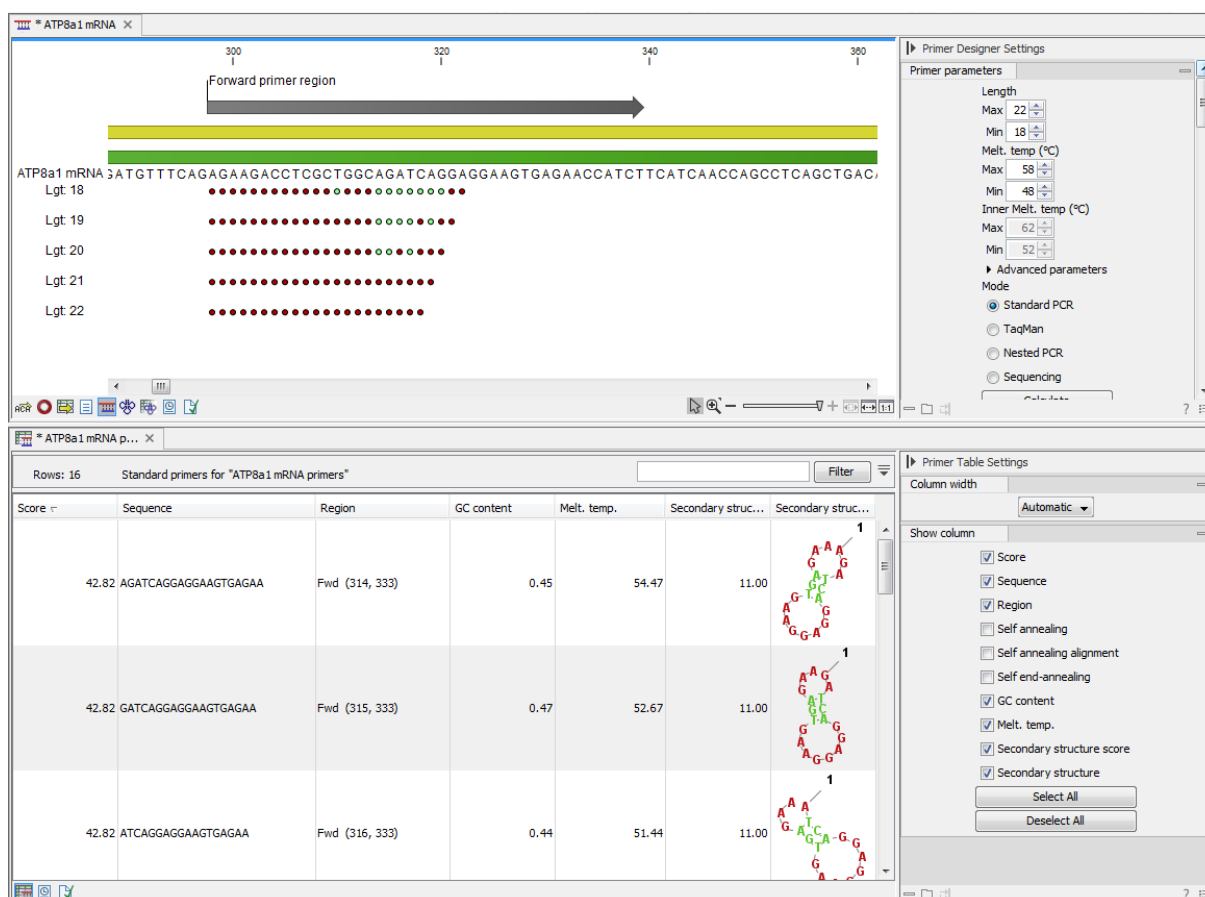 * ATP8a1 mRNA
300 320 340 360
Forward primer region
ATP8a1 mRNA GATGTTTCAGAGAAGACCTCGCTGGCAGATCAGGAGGAAGTGAGAACCATCTTCATCAACCAGCCTCAGCTGACA
Lgt: 18
Lgt: 19
Lgt: 20
Lgt: 21
Lgt: 22
Primer Designer Settings
Primer parameters
Length
Max 22
Min 18
Melt. temp (°C)
Max 58
Min 48
Inner Melt. temp (°C)
Max 62
Min 52
Advanced parameters
Mode
Standard PCR
TaqMan
Nested PCR
Sequencing
Calculate
* ATP8a1 mRNA p...
Rows: 16 Standard primers for "ATP8a1 mRNA primers" Filter
Score Sequence Region GC content Melt. temp. Secondary struc... Secondary struc...
42.82 AGATCAGGAGGAAGTGAGAA Fwd (314, 333) 0.45 54.47 11.00 1
42.82 GATCAGGAGGAAGTGAGAA Fwd (315, 333) 0.47 52.67 11.00 1
42.82 ATCAGGAGGAAGTGAGAA Fwd (316, 333) 0.44 51.44 11.00 1
Primer Table Settings
Column width
Automatic
Show column
Score
Sequence
Region
Self annealing
Self annealing alignment
Self end-annealing
GC content
Melt. temp.
Secondary structure score
Secondary structure
Select All
Deselect All